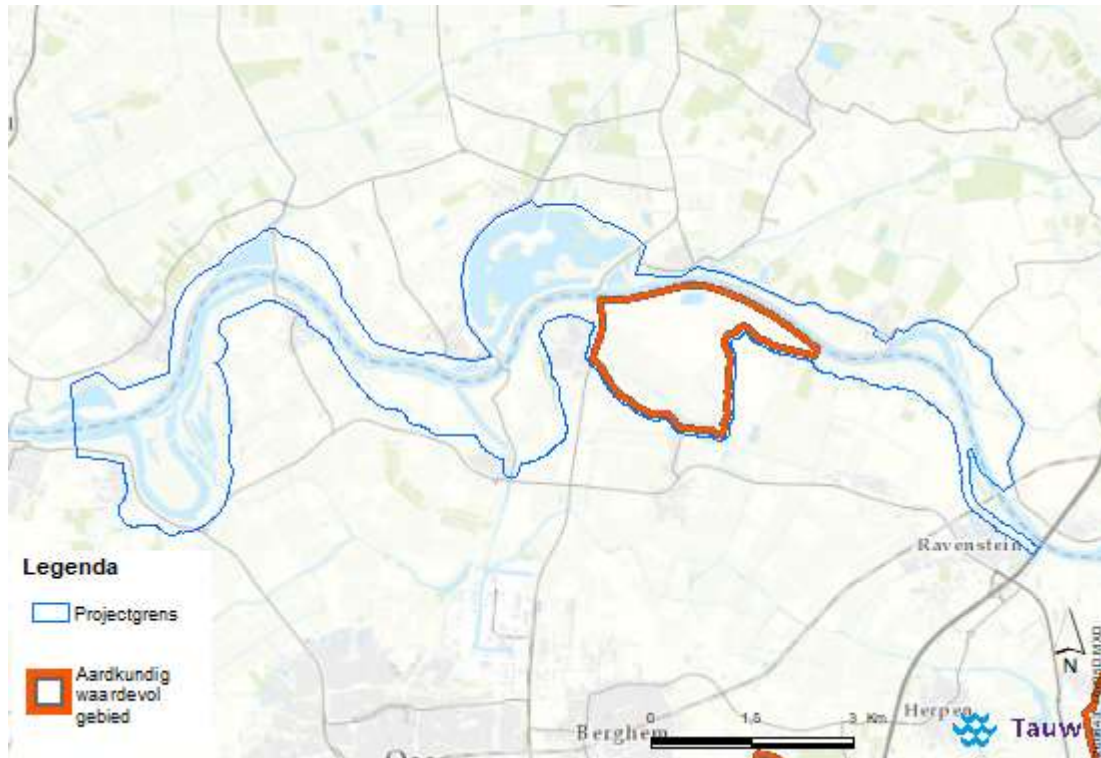 Ravenstein
Legenda
Projectgrens
Aardkundig
waardevol
gebied
N
Herpen
Berghem
0 1,5 3 Km
Tauw